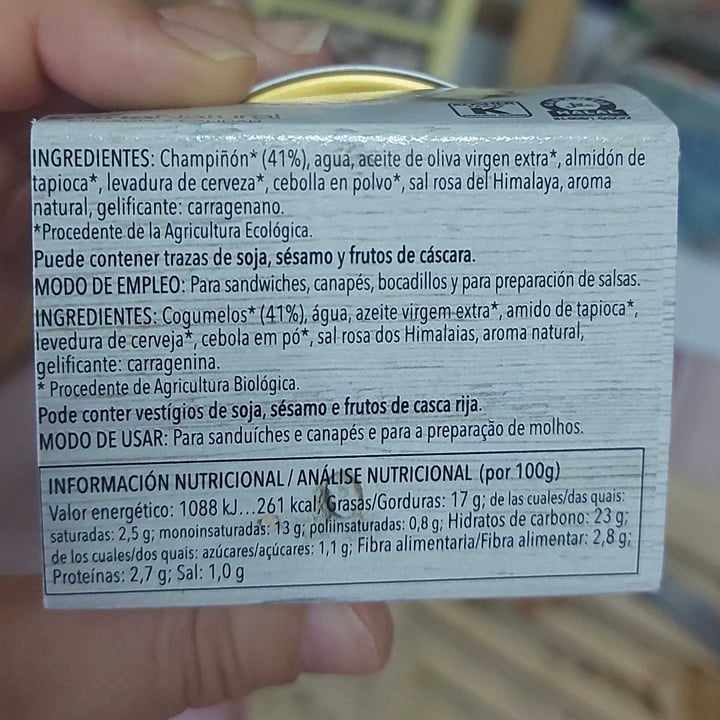 INGREDIENTES: Champiñón* (41%), agua, aceite de oliva virgen extra*, almidón de
tapioca*, levadura de cerveza*, cebolla en polvo*, sal rosa del Himalaya, aroma
natural, gelificante: carragenano.
*Procedente de la Agricultura Ecológica.
Puede contener trazas de soja, sésamo y frutos de cáscara.
MODO DE EMPLEO: Para sandwiches, canapés, bocadillos y para preparación de salsas.
INGREDIENTES: Cogumelos* (41%), água, azeite virgem extra*, amido de tapioca*,
levedura de cerveja*, cebola em pó*, sal rosa dos Himalaias, aroma natural,
gelificante: carragenina.
* Procedente de Agricultura Biológica.
Pode conter vestígios de soja, sésamo e frutos de casca rija.
MODO DE USAR: Para sanduíches e canapés e para a preparação de molhos.
INFORMACIÓN NUTRICIONAL / ANÁLISE NUTRICIONAL (por 100g)
Valor energético: 1088 kJ...261 kcal; Grasas/Gorduras: 17 g; de las cuales/das quais:
saturadas: 2,5 g; monoinsaturadas: 13 g; poliinsaturadas: 0,8 g; Hidratos de carbono: 23 g;
de los cuales/dos quais: azúcares/açúcares: 1,1 g; Fibra alimentaria/Fibra alimentar: 2,8 g;
Proteínas: 2,7 g; Sal: 1,0 g